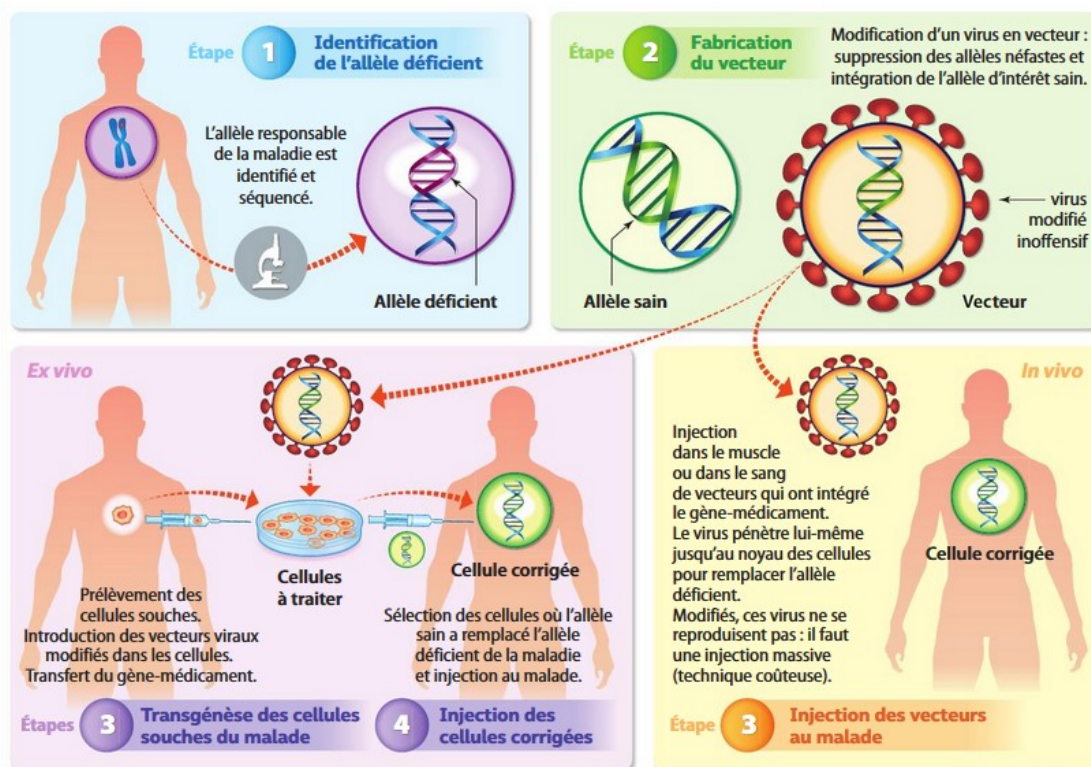 Étape 1 Identification
de l'allèle déficient
L'allèle responsable
de la maladie est
identifié et
séquencé.
Allèle déficient
Étape 2 Fabrication
du vecteur
Modification d'un virus en vecteur :
suppression des allèles néfastes et
intégration de l'allèle d'intérêt sain.
virus
modifié
inoffensif
Allèle sain
Vecteur
Ex vivo
Cellules
à traiter
Cellule corrigée
Prélèvement des
cellules souches.
Introduction des vecteurs viraux
modifiés dans les cellules.
Transfert du gène-médicament.
Sélection des cellules où l'allèle
sain a remplacé l'allèle
déficient de la maladie
et injection au malade.
Étapes 3 Transgénèse des cellules
souches du malade
4 Injection des
cellules corrigées
In vivo
Injection
dans le muscle
ou dans le sang
de vecteurs qui ont intégré
le gène-médicament.
Le virus pénètre lui-même
jusqu'au noyau des cellules
pour remplacer l'allèle
déficient.
Modifiés, ces virus ne se
reproduisent pas : il faut
une injection massive
(technique coûteuse).
Cellule corrigée
Étape 3 Injection des vecteurs
au malade